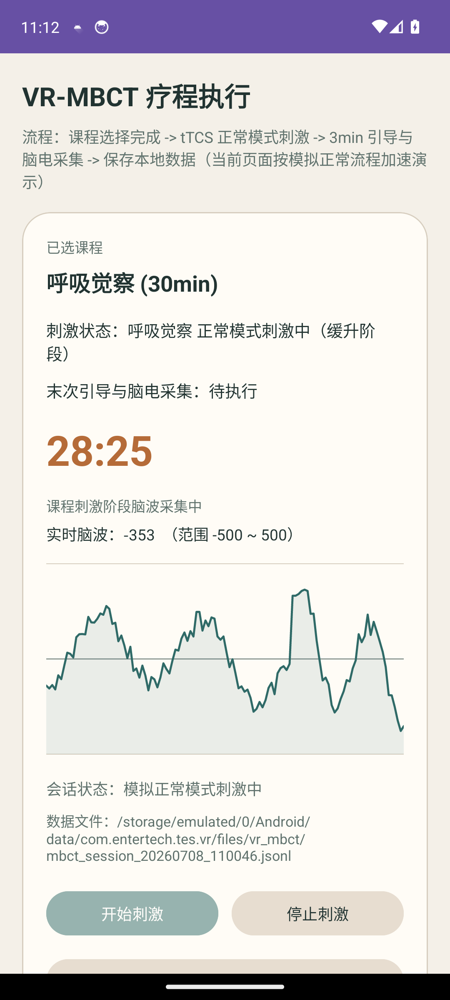 11:12
VR-MBCT 疗程执行
流程：课程选择完成 -> tTCS 正常模式刺激 -> 3min 引导与
脑电采集 -> 保存本地数据（当前页面按模拟正常流程加速演
示）
已选课程
呼吸觉察 (30min)
刺激状态：呼吸觉察 正常模式刺激中（缓升阶
段）
末次引导与脑电采集：待执行
28:25
课程刺激阶段脑波采集中
实时脑波：-353 （范围 -500 ~ 500）
会话状态：模拟正常模式刺激中
数据文件：/storage/emulated/0/Android/
data/com.entertech.tes.vr/files/vr_mbct/
mbct_session_20260708_110046.jsonl
开始刺激
停止刺激